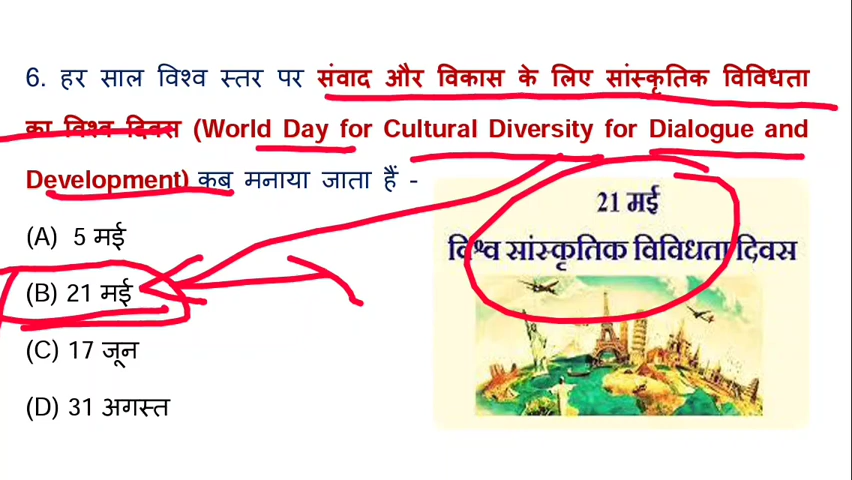 6. हर साल विश्व स्तर पर संवाद और विकास के लिए सांस्कृतिक विविधता
का विश्व दिवस (World Day for Cultural Diversity for Dialogue and
Development) कब मनाया जाता हैं -
(A) 5 मई
(B) 21 मई
(C) 17 जून
(D) 31 अगस्त
21 मई
विश्व सांस्कृतिक विविधता दिवस